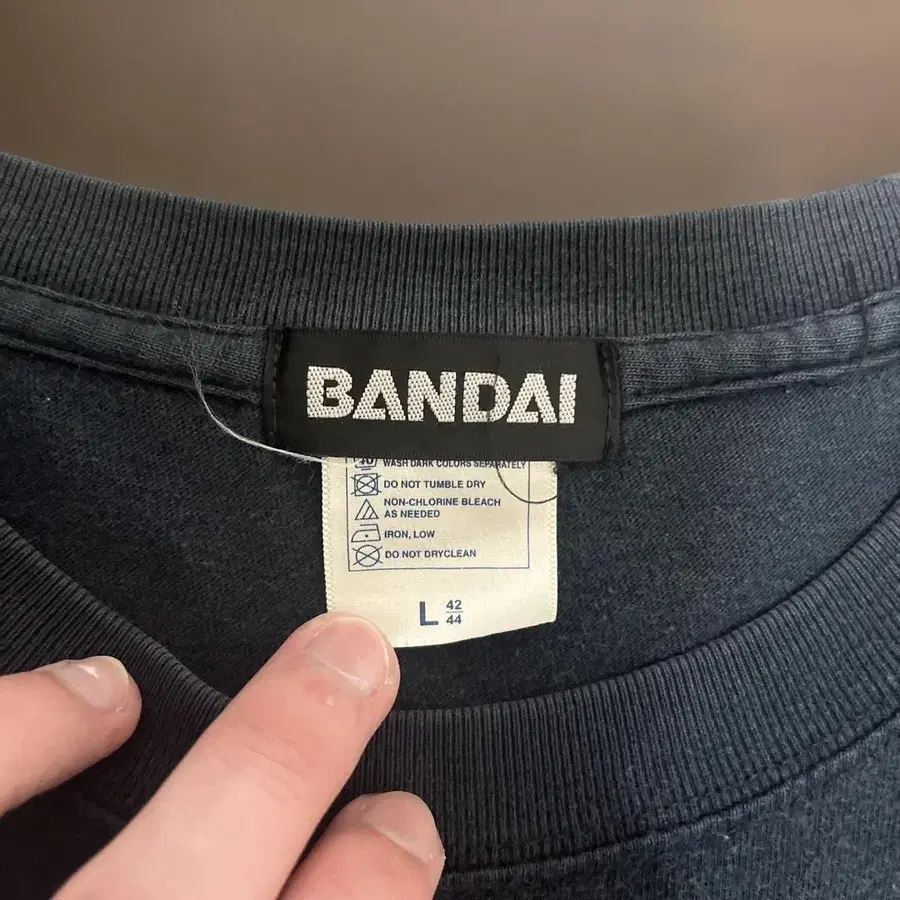 BANDAI
40
WASH DARK COLORS SEPARATELY
DO NOT TUMBLE DRY
NON-CHLORINE BLEACH
AS NEEDED
IRON, LOW
DO NOT DRYCLEAN
L 42
44